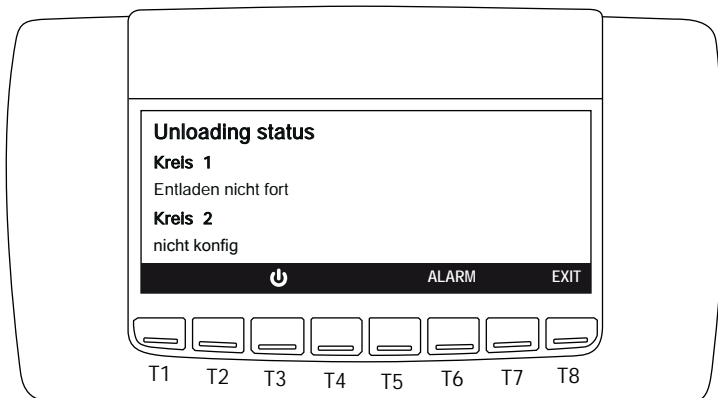 Unloading status
Kreis 1
Entladen nicht fort
Kreis 2
nicht konfig
ALARM EXIT
T1 T2 T3 T4 T5 T6 T7 T8